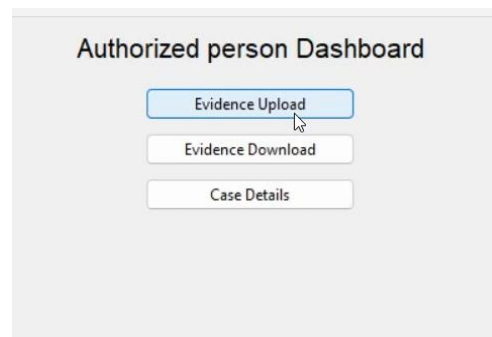 Authorized person Dashboard
Evidence Upload
Evidence Download
Case Details